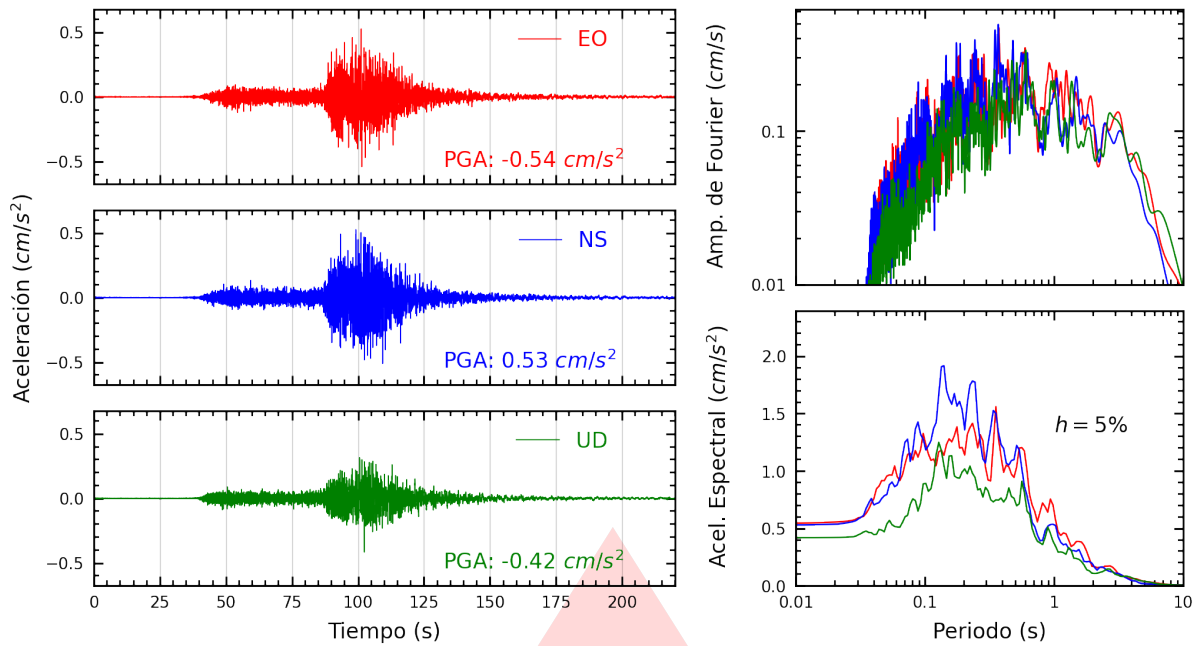 Aceleración (cm/s²)
0.5
0.0
−0.5
EO
PGA: -0.54 cm/s²
0.5
0.0
−0.5
NS
PGA: 0.53 cm/s²
0.5
0.0
−0.5
UD
PGA: -0.42 cm/s²
0 25 50 75 100 125 150 175 200
Tiempo (s)
Amp. de Fourier (cm/s)
0.1
0.01
Acel. Espectral (cm/s²)
2.0
1.5
1.0
0.5
0.0
h = 5%
0.01 0.1 1 10
Periodo (s)